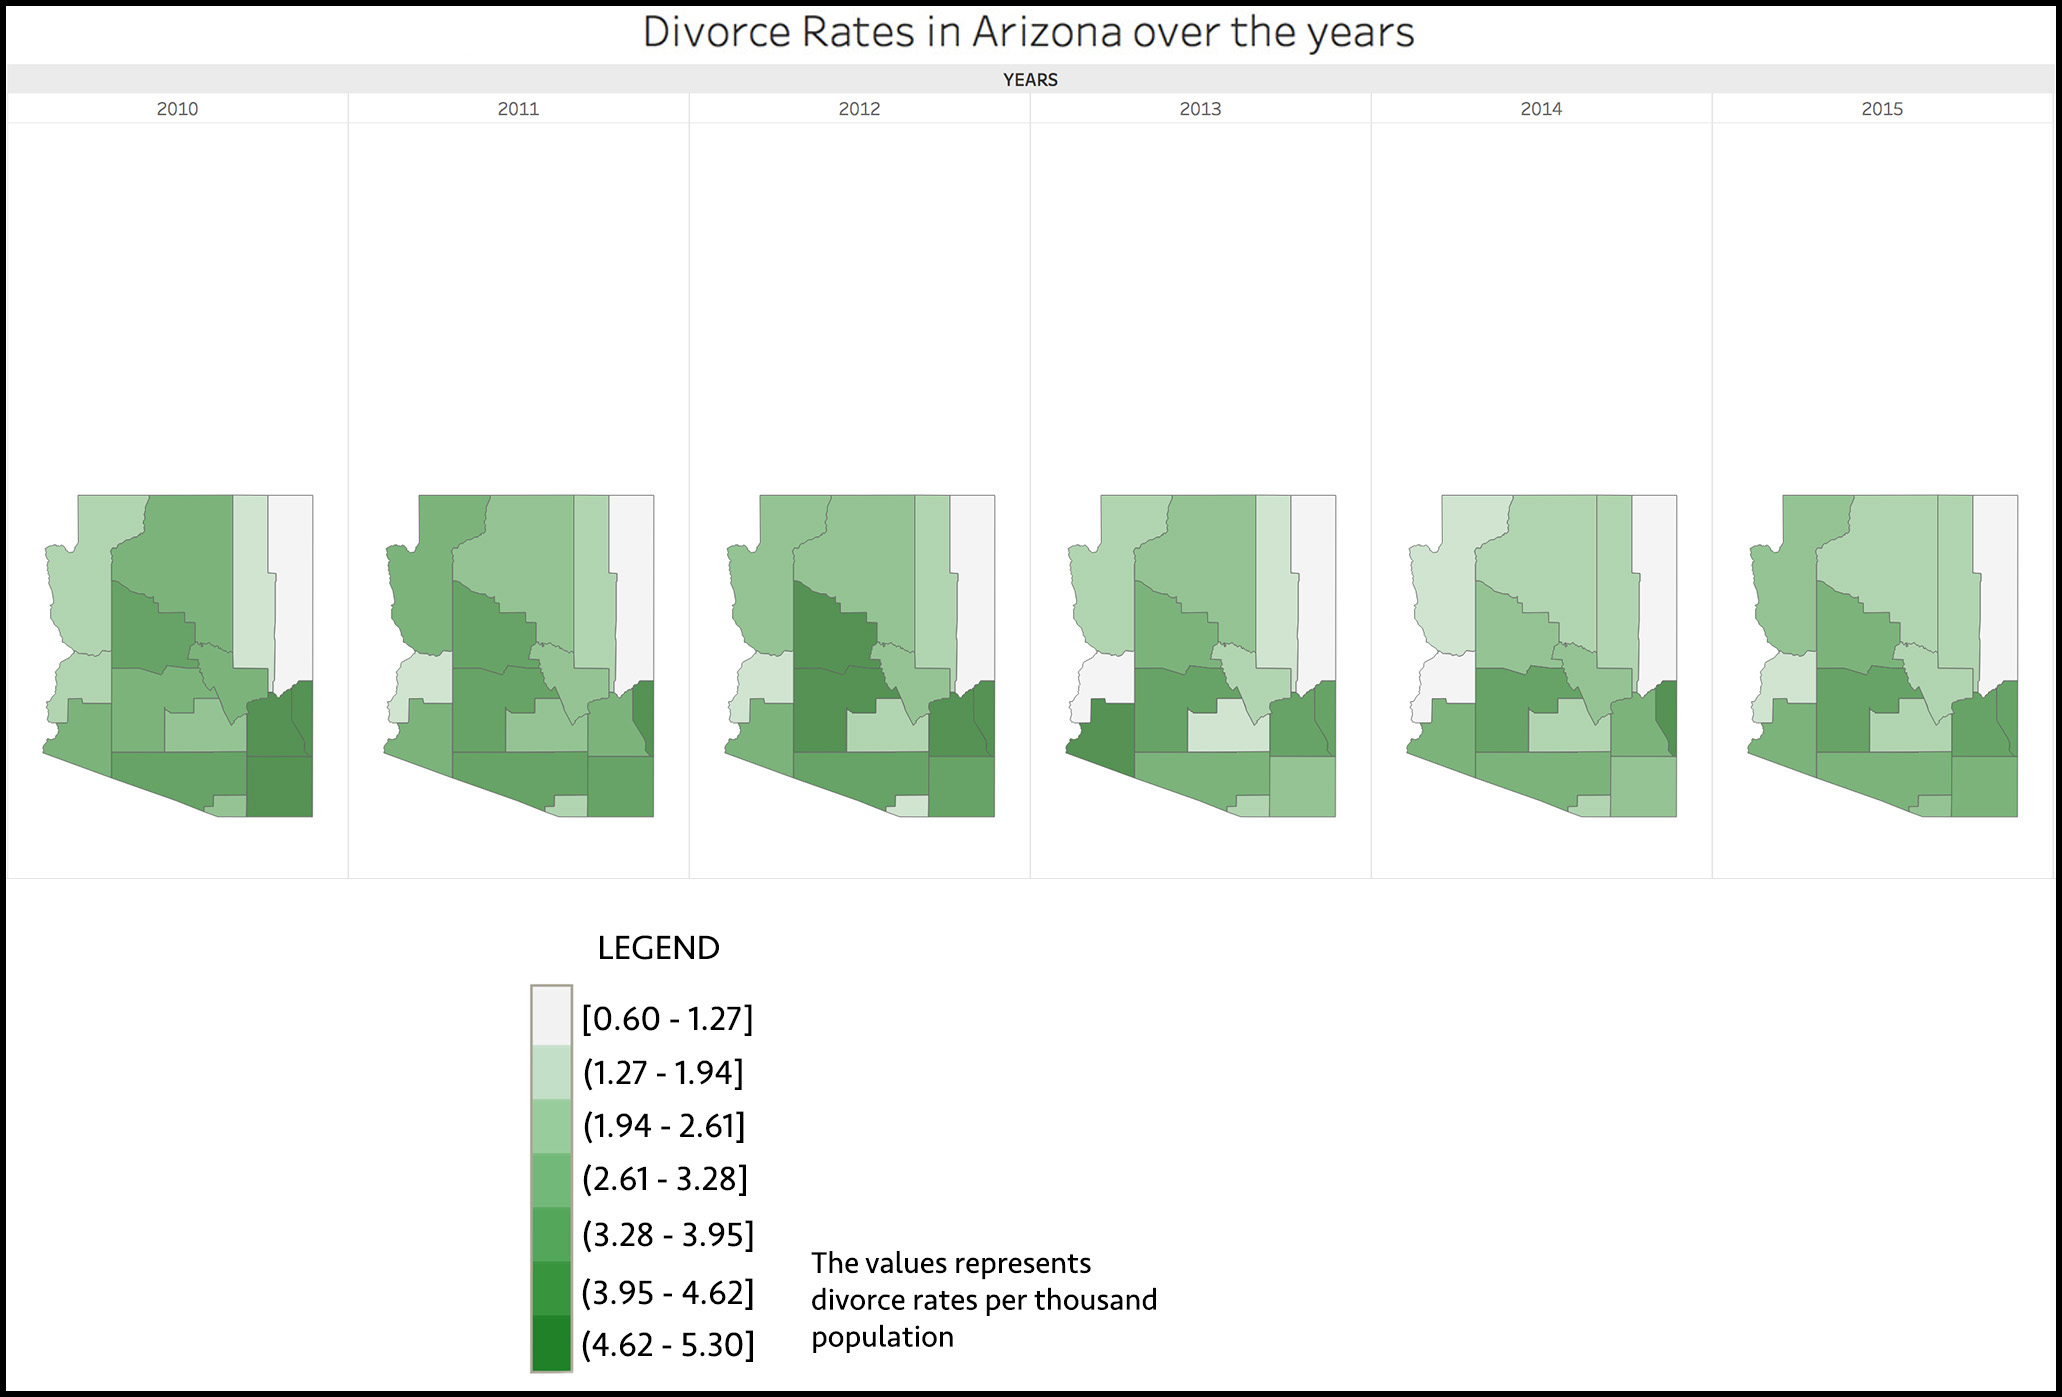 Divorce Rates in Arizona over the years
YEARS
2010 2011 2012 2013 2014 2015
LEGEND
[0.60 - 1.27]
(1.27 - 1.94]
(1.94 - 2.61]
(2.61 - 3.28]
(3.28 - 3.95]
(3.95 - 4.62]
(4.62 - 5.30]
The values represents
divorce rates per thousand
population